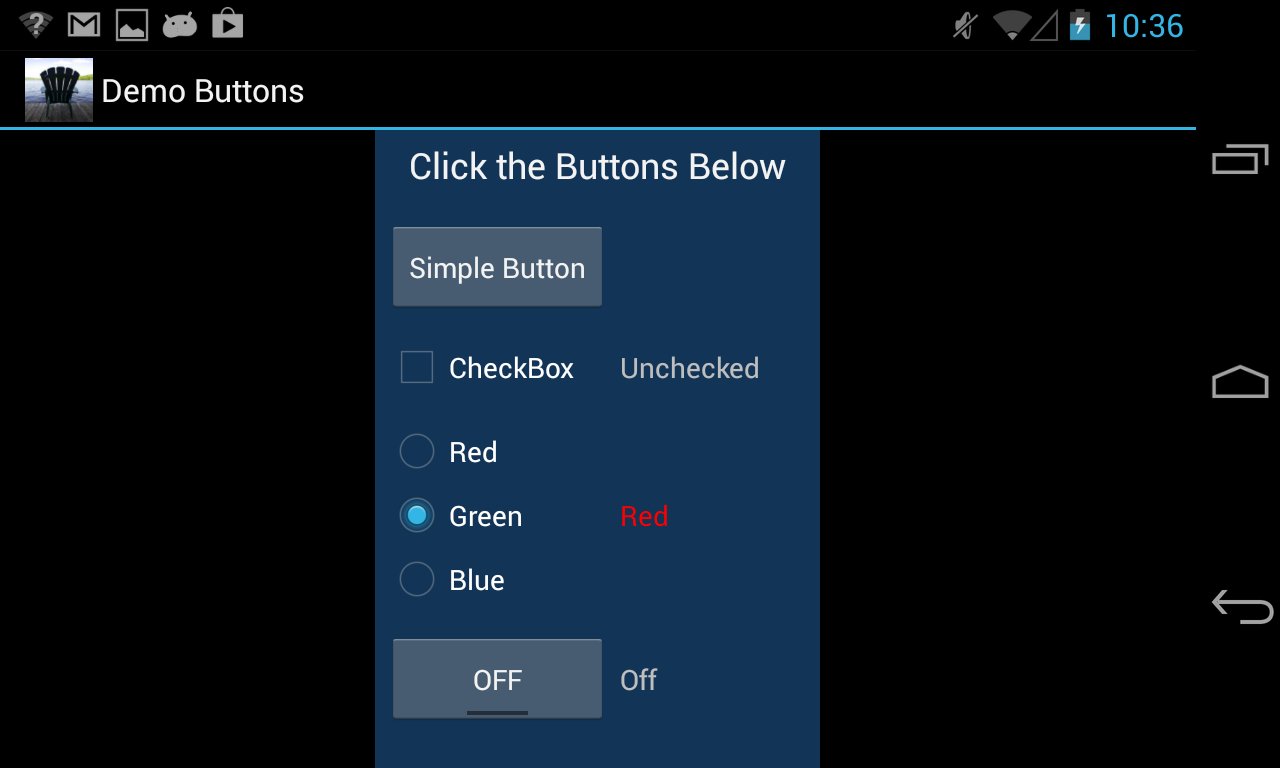 10:36
Demo Buttons
Click the Buttons Below
Simple Button
CheckBox Unchecked
Red
Green Red
Blue
OFF Off